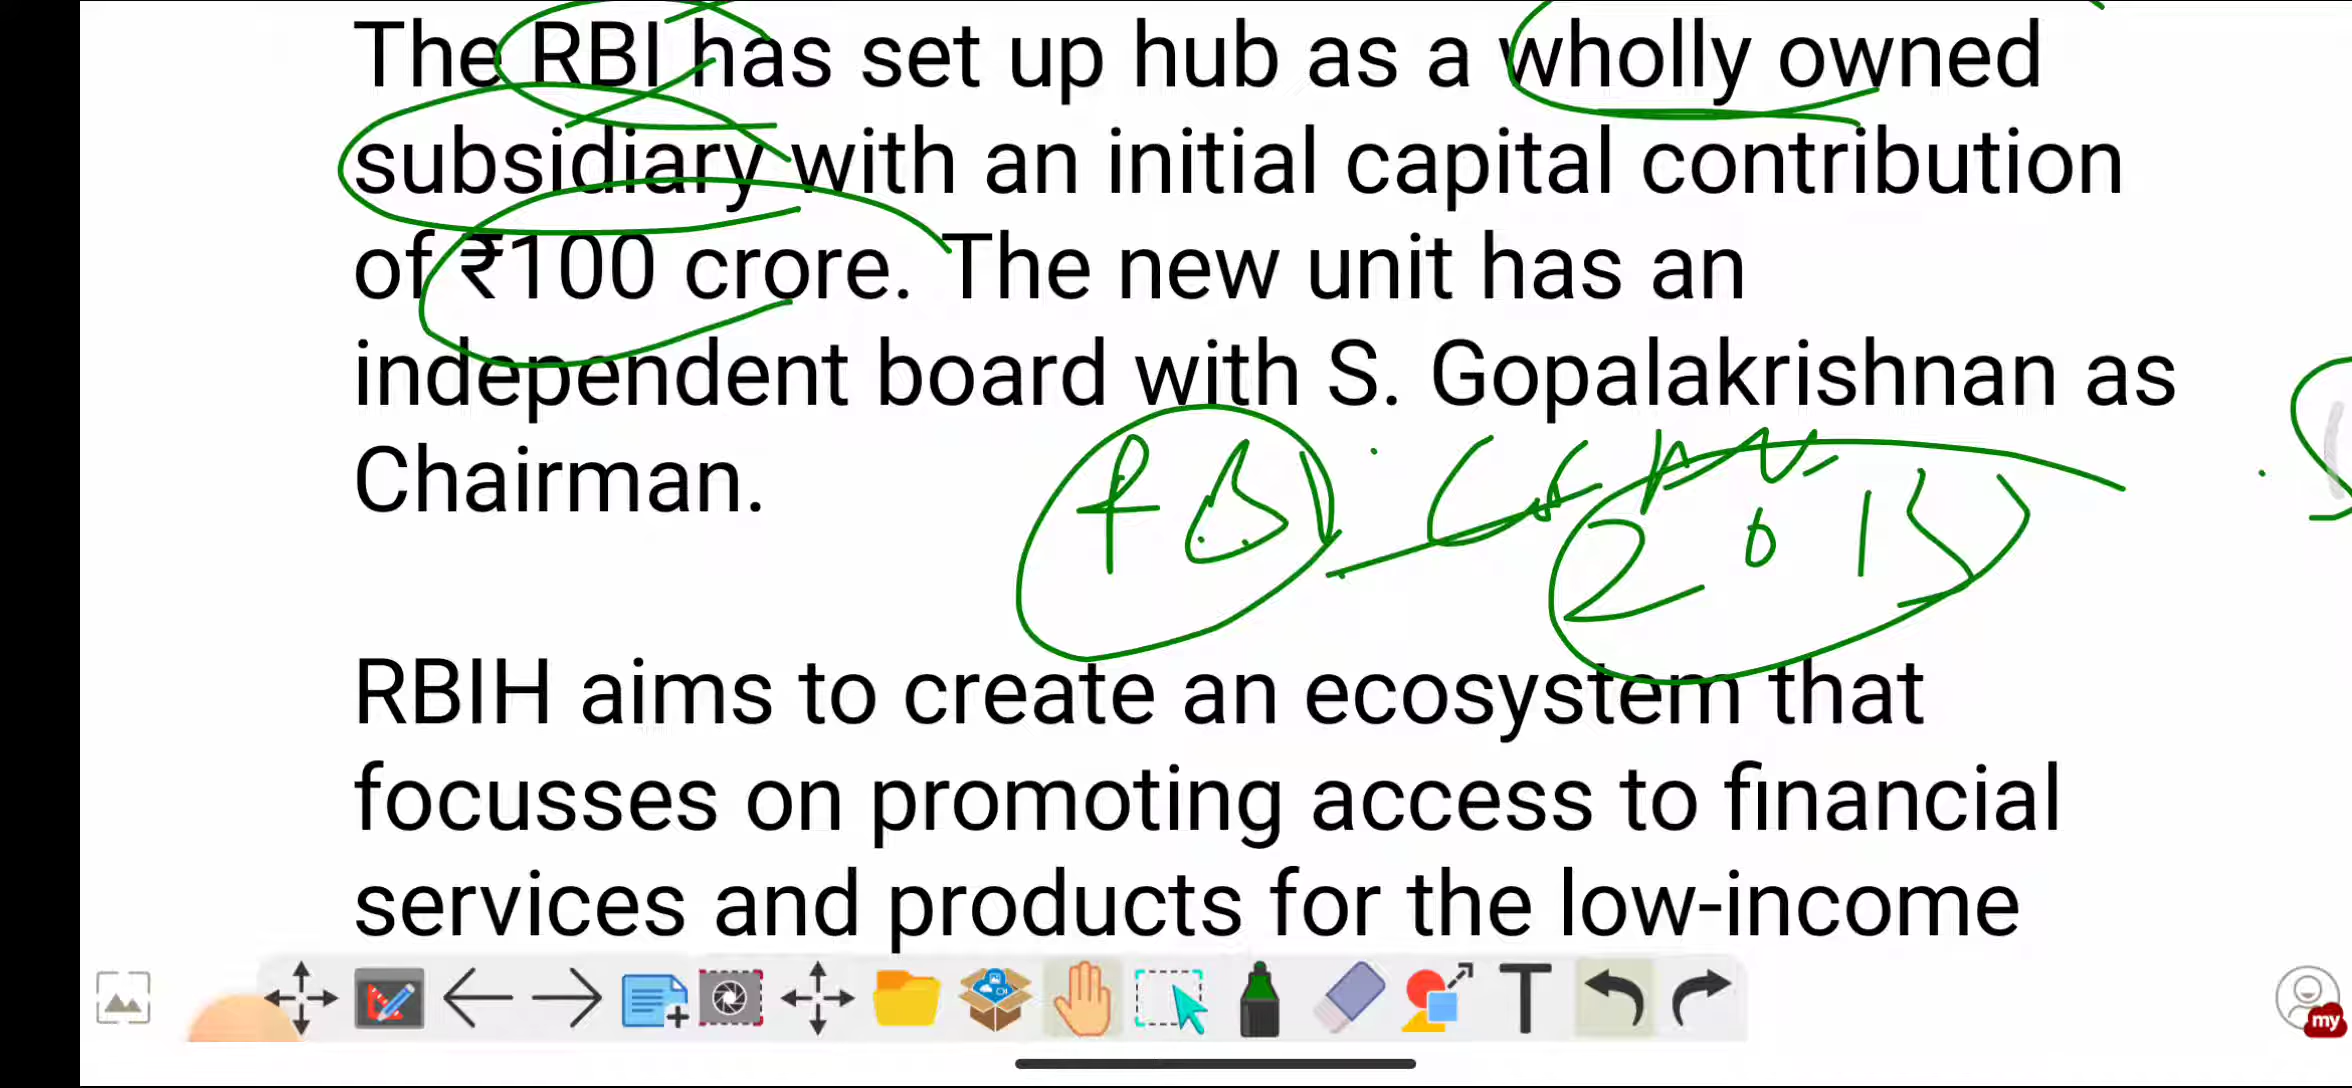 The RBI has set up hub as a wholly owned
subsidiary with an initial capital contribution
of ₹100 crore. The new unit has an
independent board with S. Gopalakrishnan as
Chairman.
RBIH aims to create an ecosystem that
focusses on promoting access to financial
services and products for the low-income
T
my